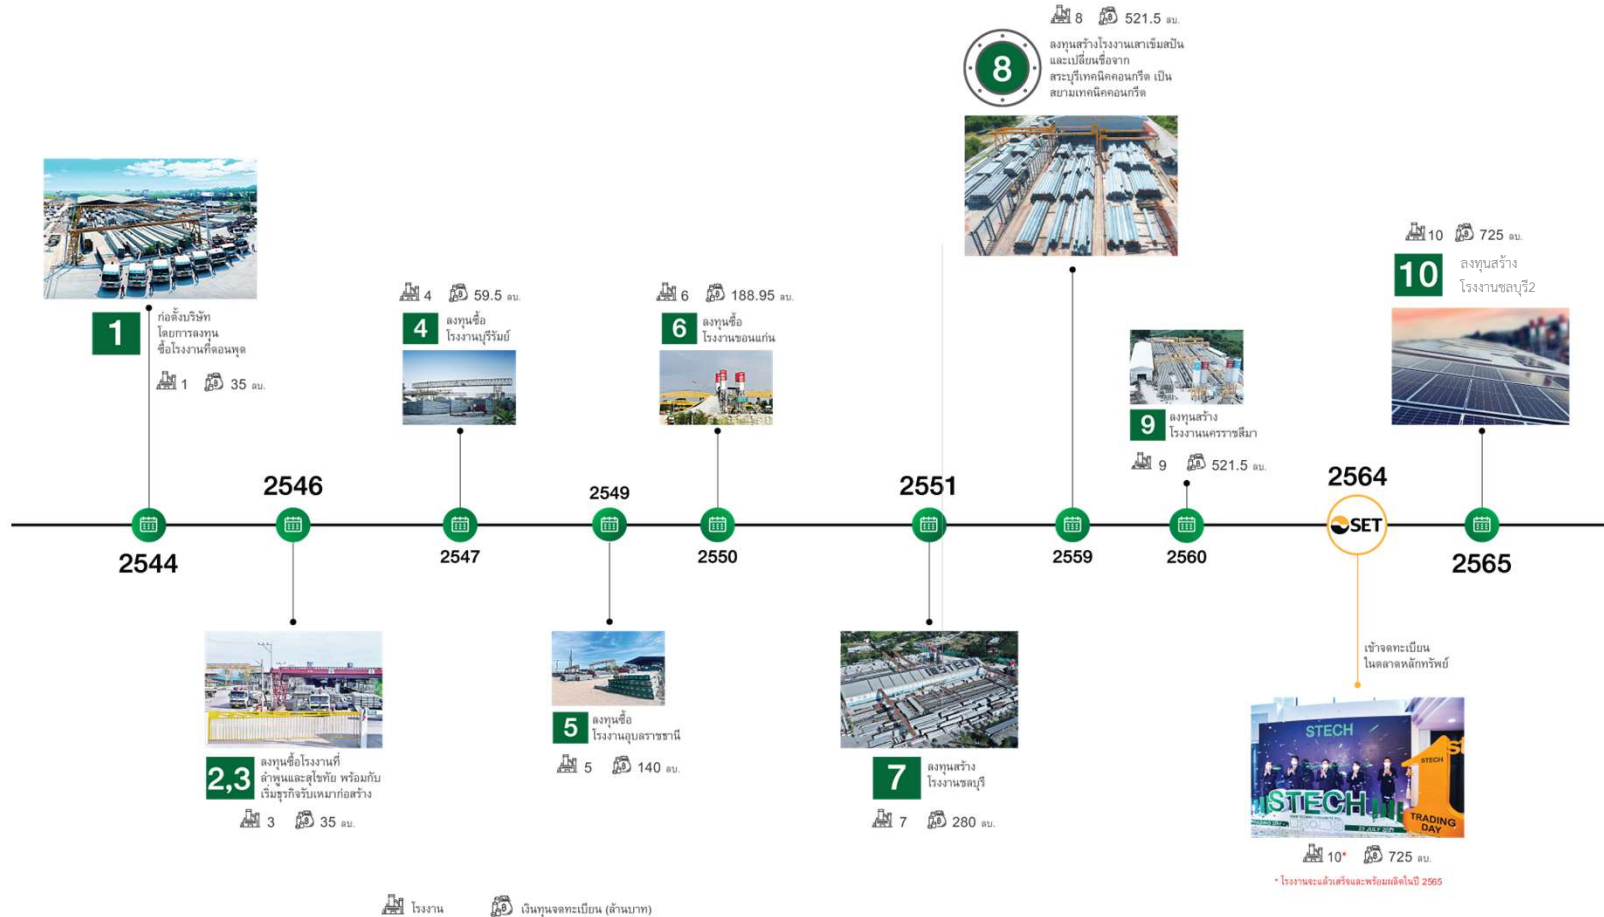 8 521.5 ลบ.
8
ลงทุนสร้างโรงงานเสาเข็มสปัน
และเปลี่ยนชื่อจาก
สระบุรีเทคนิคคอนกรีต เป็น
สยามเทคนิคคอนกรีต
1
ก่อตั้งบริษัท
โดยการลงทุน
ซื้อโรงงานที่ดอนพุด
1 35 ลบ.
4 59.5 ลบ.
4
ลงทุนซื้อ
โรงงานบุรีรัมย์
6 188.95 ลบ.
6
ลงทุนซื้อ
โรงงานขอนแก่น
9
ลงทุนสร้าง
โรงงานนครราชสีมา
9 521.5 ลบ.
10 725 ลบ.
10
ลงทุนสร้าง
โรงงานชลบุรี2
2544
2546
2547
2549
2550
2551
2559
2560
2564
SET
2565
2,3
ลงทุนซื้อโรงงานที่
ลำพูนและสุโขทัย พร้อมกับ
เริ่มธุรกิจรับเหมาก่อสร้าง
3 35 ลบ.
5
ลงทุนซื้อ
โรงงานอุบลราชธานี
5 140 ลบ.
STECH
7
ลงทุนสร้าง
โรงงานชลบุรี
7 280 ลบ.
เข้าจดทะเบียน
ในตลาดหลักทรัพย์
STECH
STECH
STECH
TRADING
DAY
10* 725 ลบ.
* โรงงานจะแล้วเสร็จและพร้อมผลิตในปี 2565
โรงงาน
เงินทุนจดทะเบียน (ล้านบาท)